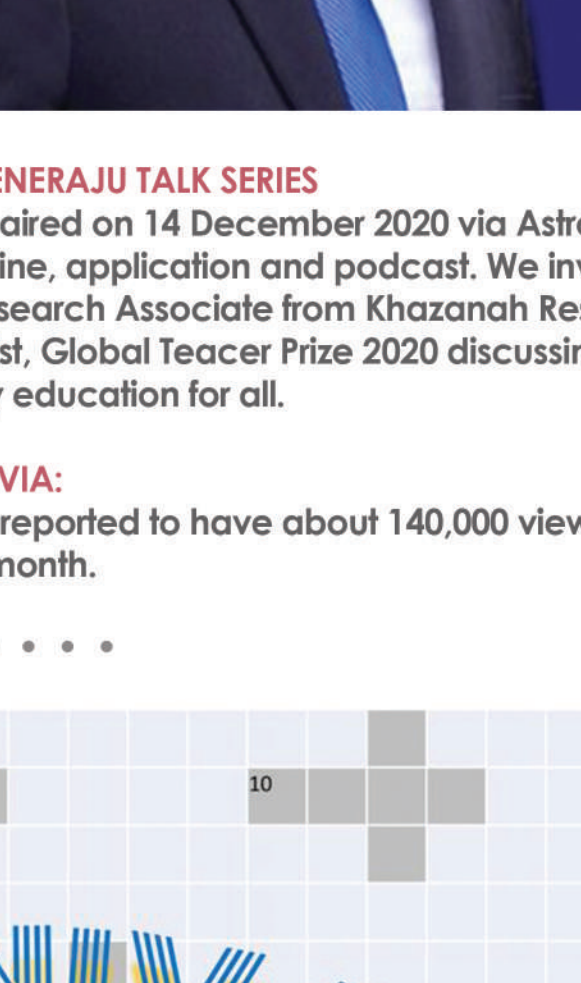 ENERAJU TALK SERIES
aired on 14 December 2020 via Astr
ine, application and podcast. We inv
search Associate from Khazanah Re
st, Global Teacer Prize 2020 discussin
education for all.
VIA:
reported to have about 140,000 view
month.
10